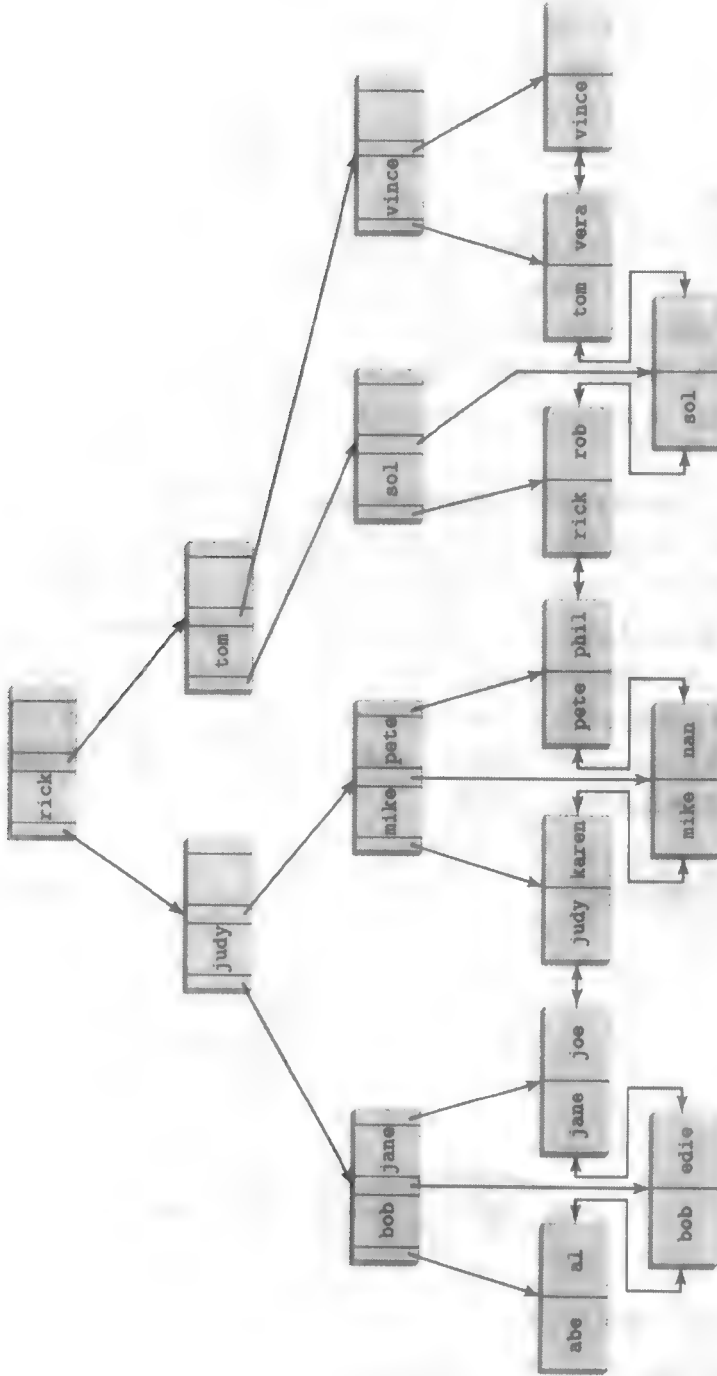 rick
judy
tom
bob jane
mike pete
sol
vince
abe al
jane joe
judy karen
pete phil
rick rob
tom vera
vince
bob edie
mike nan
sol